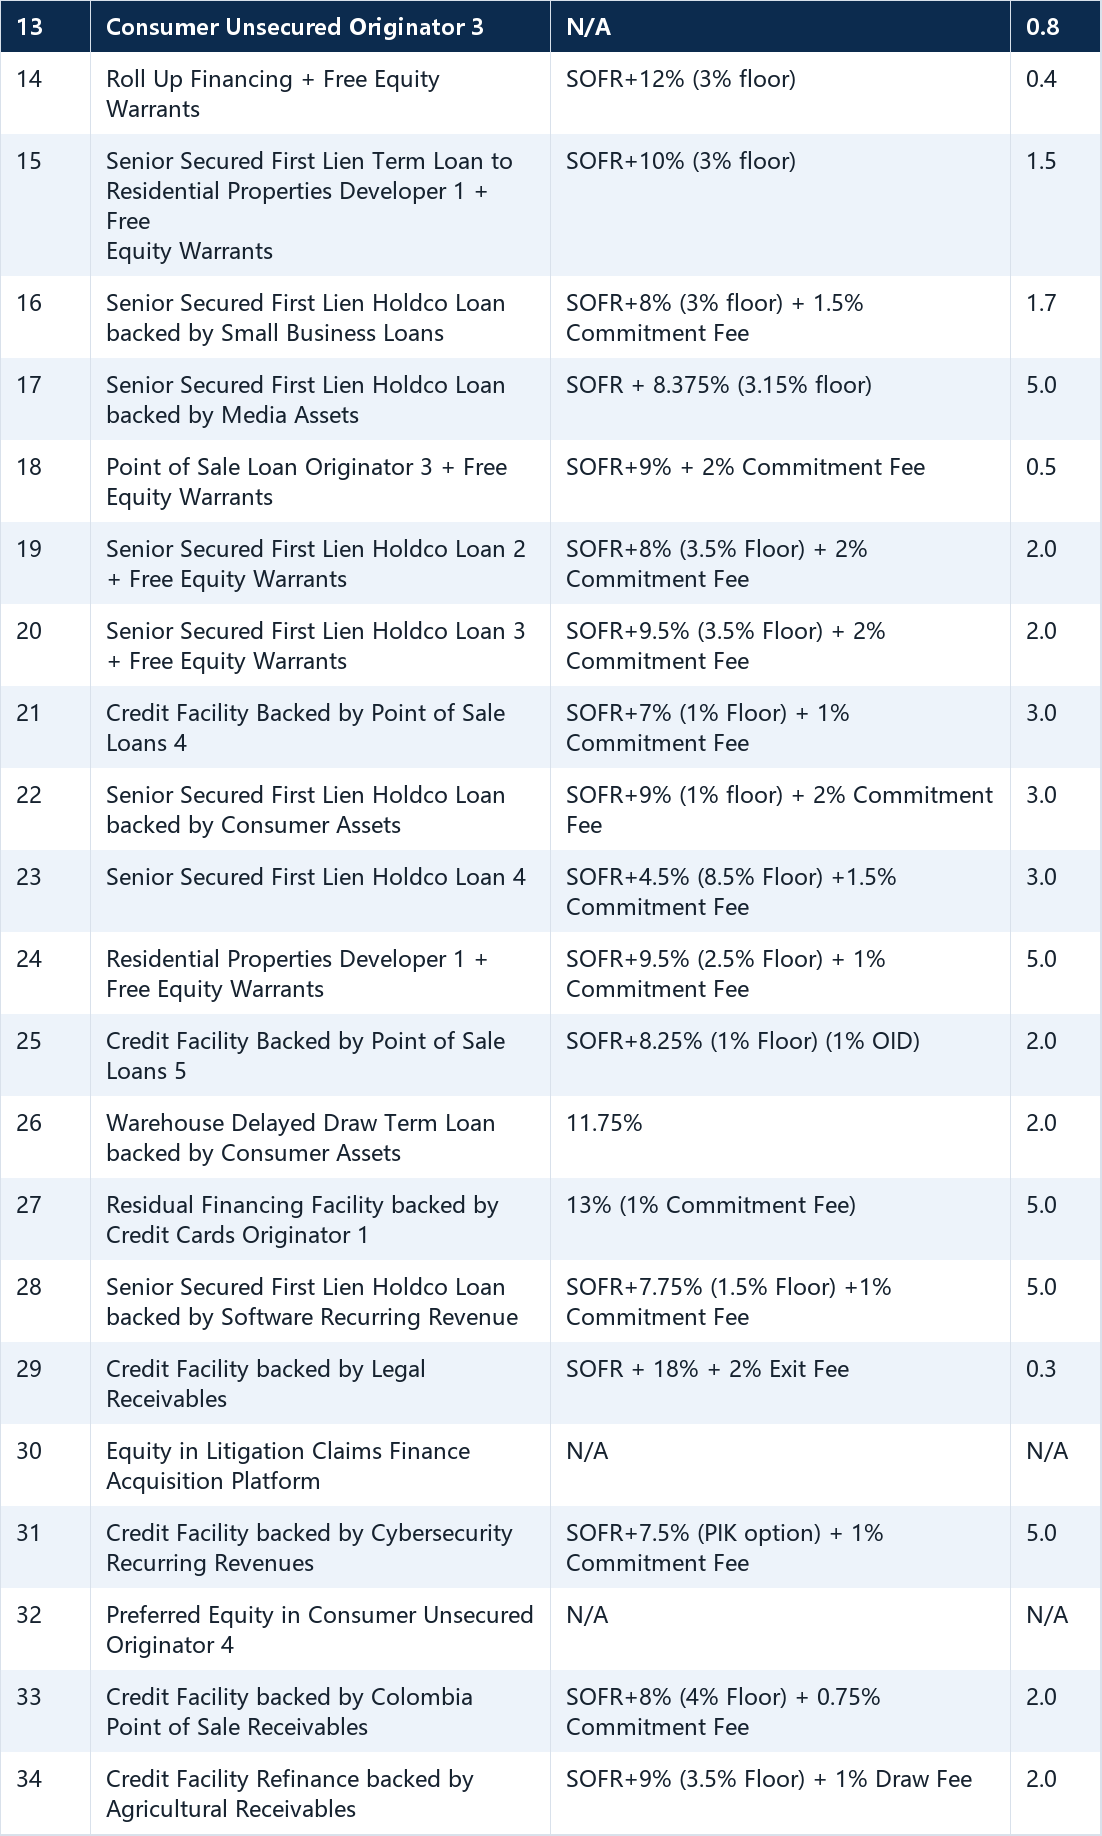 13 Consumer Unsecured Originator 3 N/A 0.8
14 Roll Up Financing + Free Equity SOFR+12% (3% floor) 0.4
Warrants
15 Senior Secured First Lien Term Loan to SOFR+10% (3% floor) 1.5
Residential Properties Developer 1 +
Free
Equity Warrants
16 Senior Secured First Lien Holdco Loan SOFR+8% (3% floor) + 1.5% 1.7
backed by Small Business Loans Commitment Fee
17 Senior Secured First Lien Holdco Loan SOFR + 8.375% (3.15% floor) 5.0
backed by Media Assets
18 Point of Sale Loan Originator 3 + Free SOFR+9% + 2% Commitment Fee 0.5
Equity Warrants
19 Senior Secured First Lien Holdco Loan 2 SOFR+8% (3.5% Floor) + 2% 2.0
+ Free Equity Warrants Commitment Fee
20 Senior Secured First Lien Holdco Loan 3 SOFR+9.5% (3.5% Floor) + 2% 2.0
+ Free Equity Warrants Commitment Fee
21 Credit Facility Backed by Point of Sale SOFR+7% (1% Floor) + 1% 3.0
Loans 4 Commitment Fee
22 Senior Secured First Lien Holdco Loan SOFR+9% (1% floor) + 2% Commitment 3.0
backed by Consumer Assets Fee
23 Senior Secured First Lien Holdco Loan 4 SOFR+4.5% (8.5% Floor) +1.5% 3.0
Commitment Fee
24 Residential Properties Developer 1 + SOFR+9.5% (2.5% Floor) + 1% 5.0
Free Equity Warrants Commitment Fee
25 Credit Facility Backed by Point of Sale SOFR+8.25% (1% Floor) (1% OID) 2.0
Loans 5
26 Warehouse Delayed Draw Term Loan 11.75% 2.0
backed by Consumer Assets
27 Residual Financing Facility backed by 13% (1% Commitment Fee) 5.0
Credit Cards Originator 1
28 Senior Secured First Lien Holdco Loan SOFR+7.75% (1.5% Floor) +1% 5.0
backed by Software Recurring Revenue Commitment Fee
29 Credit Facility backed by Legal SOFR + 18% + 2% Exit Fee 0.3
Receivables
30 Equity in Litigation Claims Finance N/A N/A
Acquisition Platform
31 Credit Facility backed by Cybersecurity SOFR+7.5% (PIK option) + 1% 5.0
Recurring Revenues Commitment Fee
32 Preferred Equity in Consumer Unsecured N/A N/A
Originator 4
33 Credit Facility backed by Colombia SOFR+8% (4% Floor) + 0.75% 2.0
Point of Sale Receivables Commitment Fee
34 Credit Facility Refinance backed by SOFR+9% (3.5% Floor) + 1% Draw Fee 2.0
Agricultural Receivables